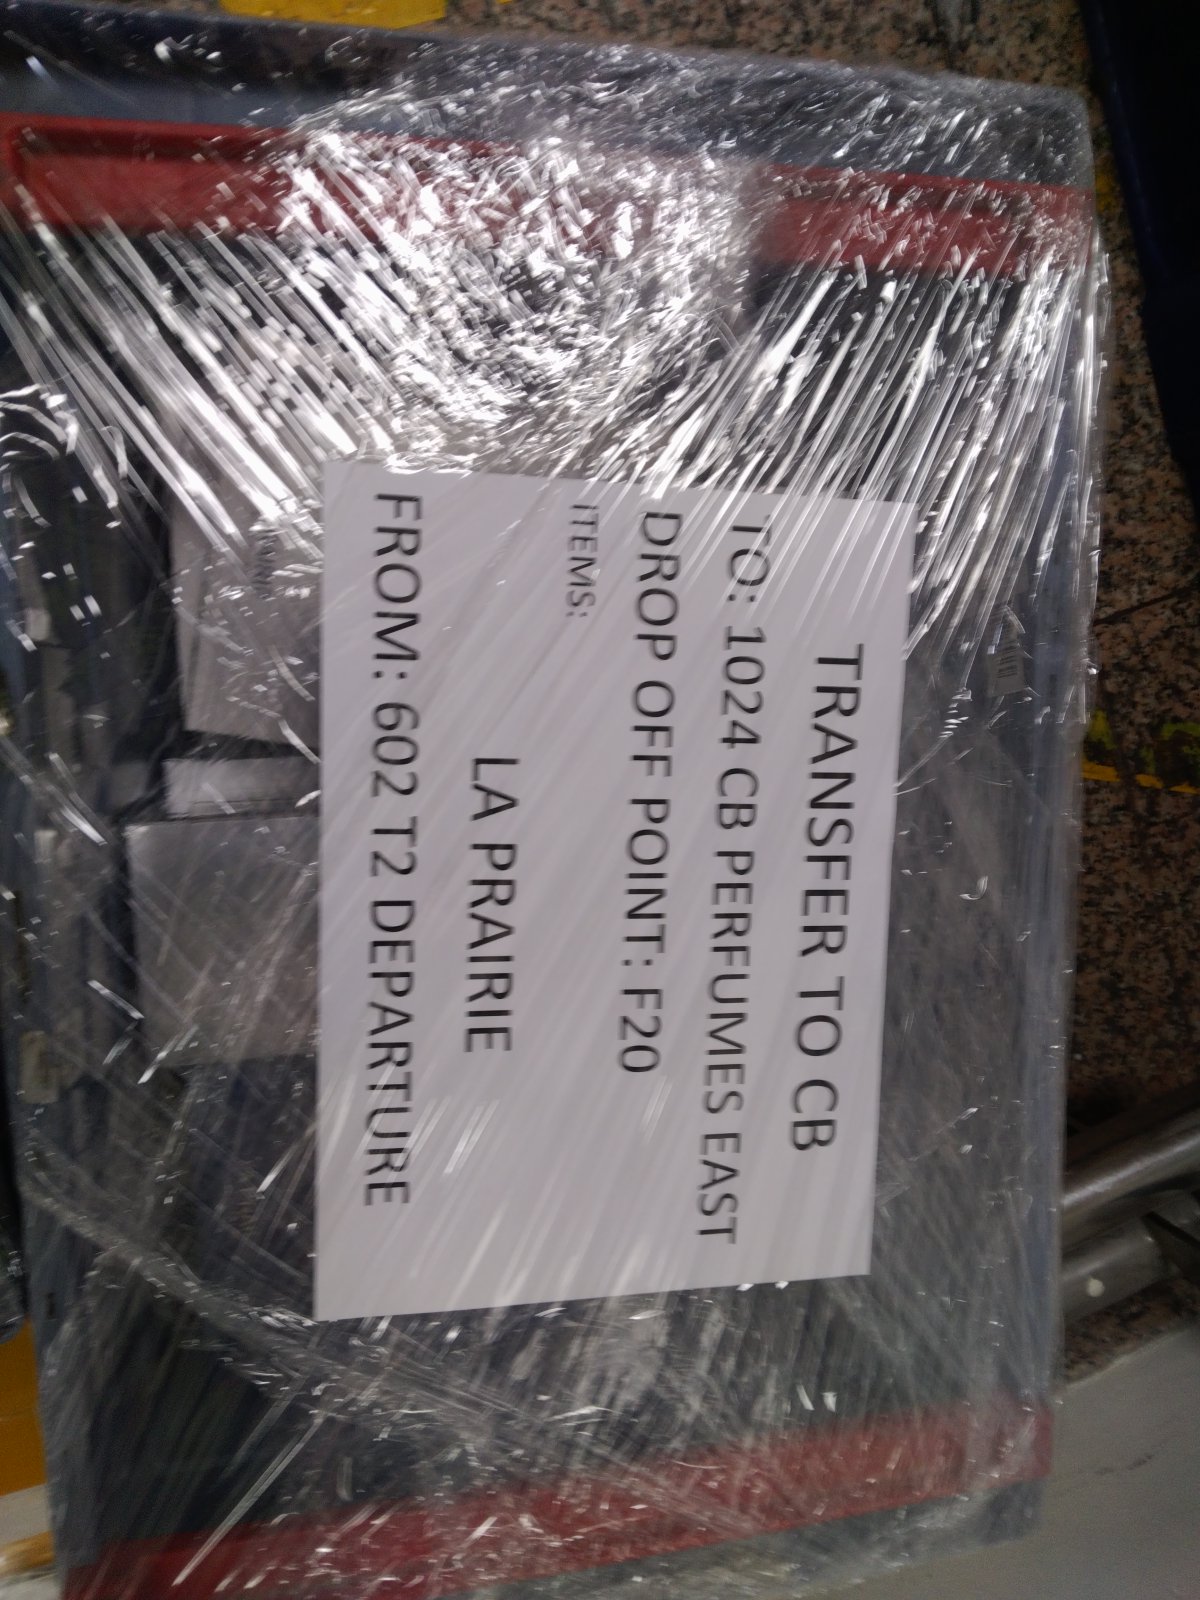 TRANSFER TO CB
TO: 1024 CB PERFUMES EAST
DROP OFF POINT: F20
ITEMS:
LA PRAIRIE
FROM: 602 T2 DEPARTURE